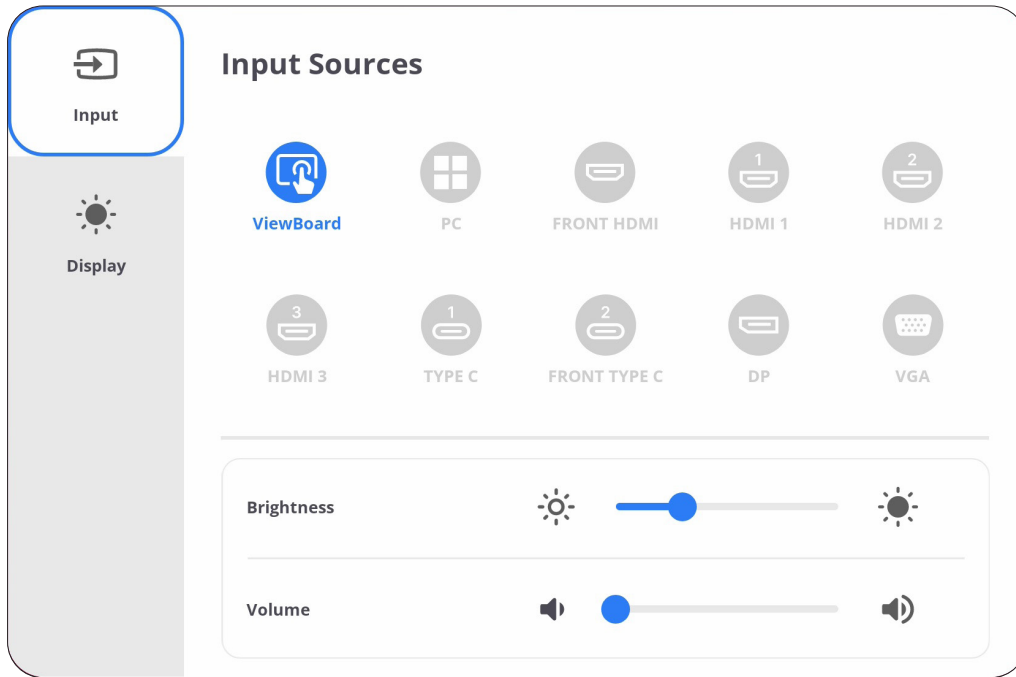 Input Sources
Input
ViewBoard
PC
FRONT HDMI
1
HDMI 1
2
HDMI 2
Display
3
HDMI 3
1
TYPE C
2
FRONT TYPE C
DP
VGA
Brightness
Volume